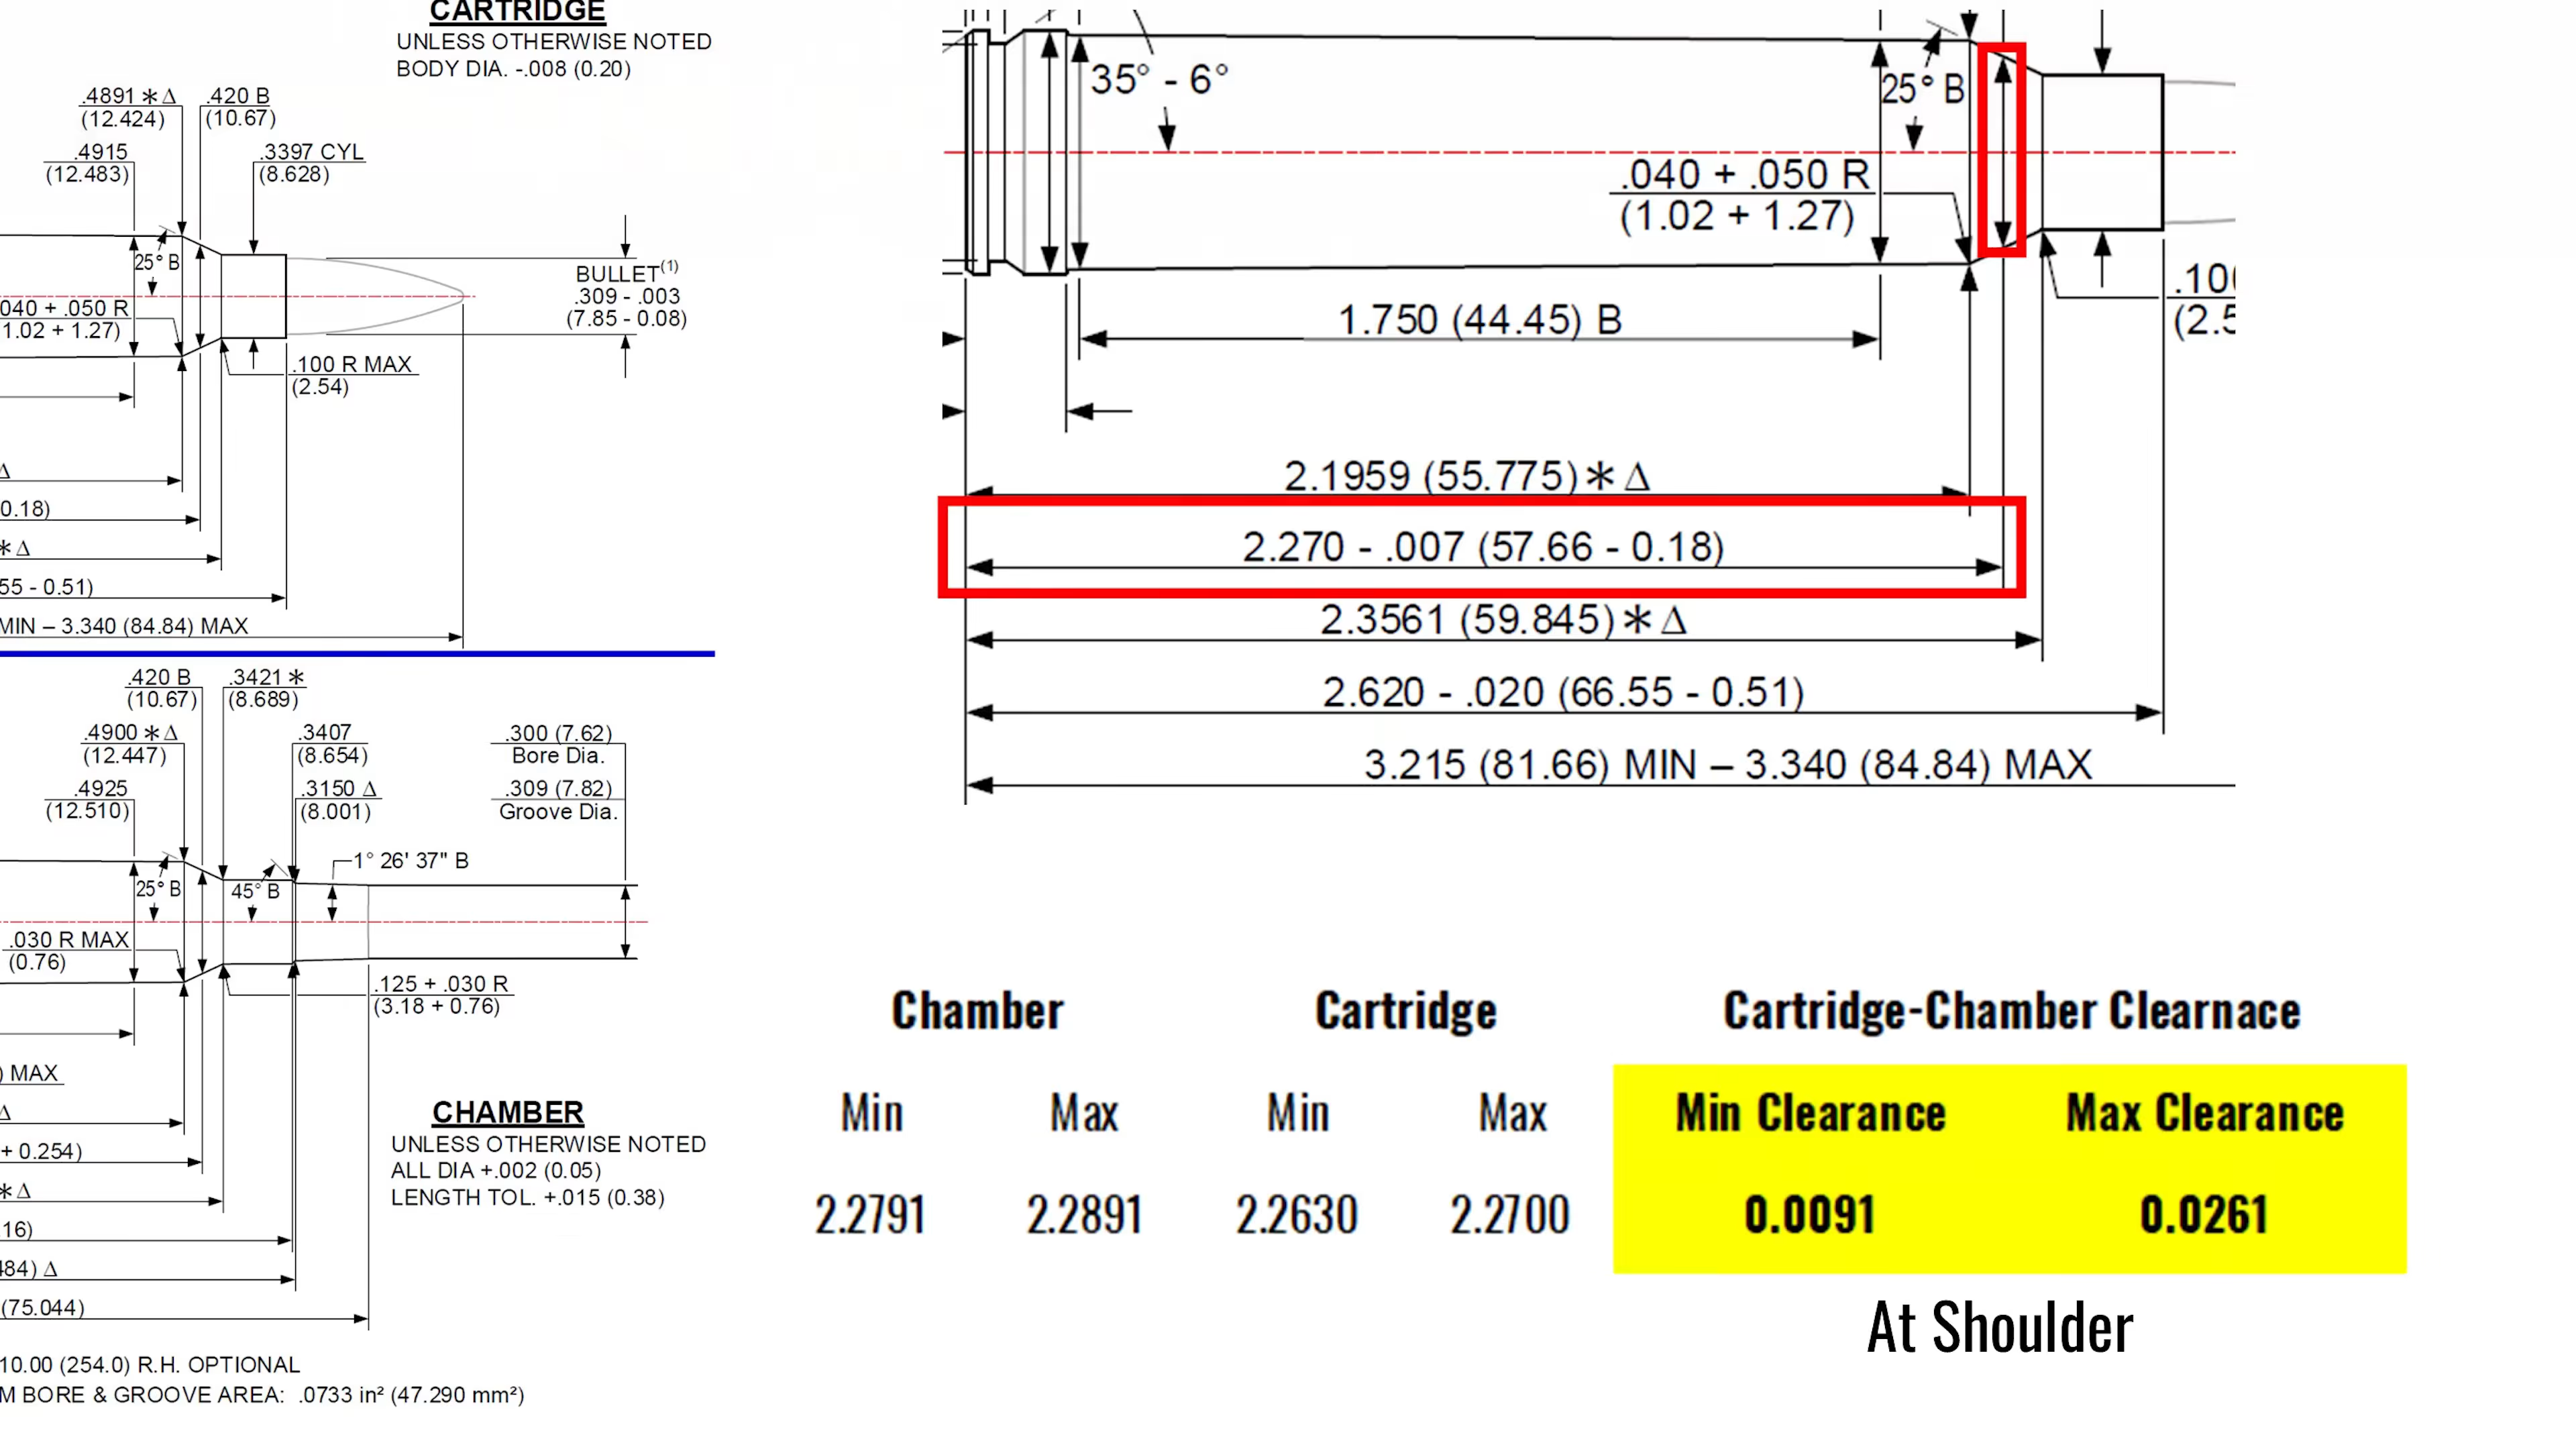 CARTRIDGE
UNLESS OTHERWISE NOTED
BODY DIA. -.008 (0.20)
.4891 ∗ Δ
(12.424)
.420 B
(10.67)
.4915
(12.483)
.3397 CYL
(8.628)
25° B
040 + .050 R
1.02 + 1.27)
BULLET(1)
.309 - .003
(7.85 - 0.08)
.100 R MAX
(2.54)
Δ
0.18)
∗ Δ
55 - 0.51)
MIN – 3.340 (84.84) MAX
.420 B
(10.67)
.3421 ∗
(8.689)
.4900 ∗ Δ
(12.447)
.3407
(8.654)
.300 (7.62)
Bore Dia.
.4925
(12.510)
.3150 Δ
(8.001)
.309 (7.82)
Groove Dia.
1° 26' 37" B
25° B
45° B
.030 R MAX
(0.76)
.125 + .030 R
(3.18 + 0.76)
) MAX
Δ
+ 0.254)
∗ Δ
16)
484) Δ
(75.044)
CHAMBER
UNLESS OTHERWISE NOTED
ALL DIA +.002 (0.05)
LENGTH TOL. +.015 (0.38)
10.00 (254.0) R.H. OPTIONAL
M BORE & GROOVE AREA: .0733 in² (47.290 mm²)
35° - 6°
25° B
.040 + .050 R
(1.02 + 1.27)
.10
(2.5
1.750 (44.45) B
2.1959 (55.775) ∗ Δ
2.270 - .007 (57.66 - 0.18)
2.3561 (59.845) ∗ Δ
2.620 - .020 (66.55 - 0.51)
3.215 (81.66) MIN – 3.340 (84.84) MAX
Chamber Cartridge Cartridge-Chamber Clearnace
Min Max Min Max Min Clearance Max Clearance
2.2791 2.2891 2.2630 2.2700 0.0091 0.0261
At Shoulder